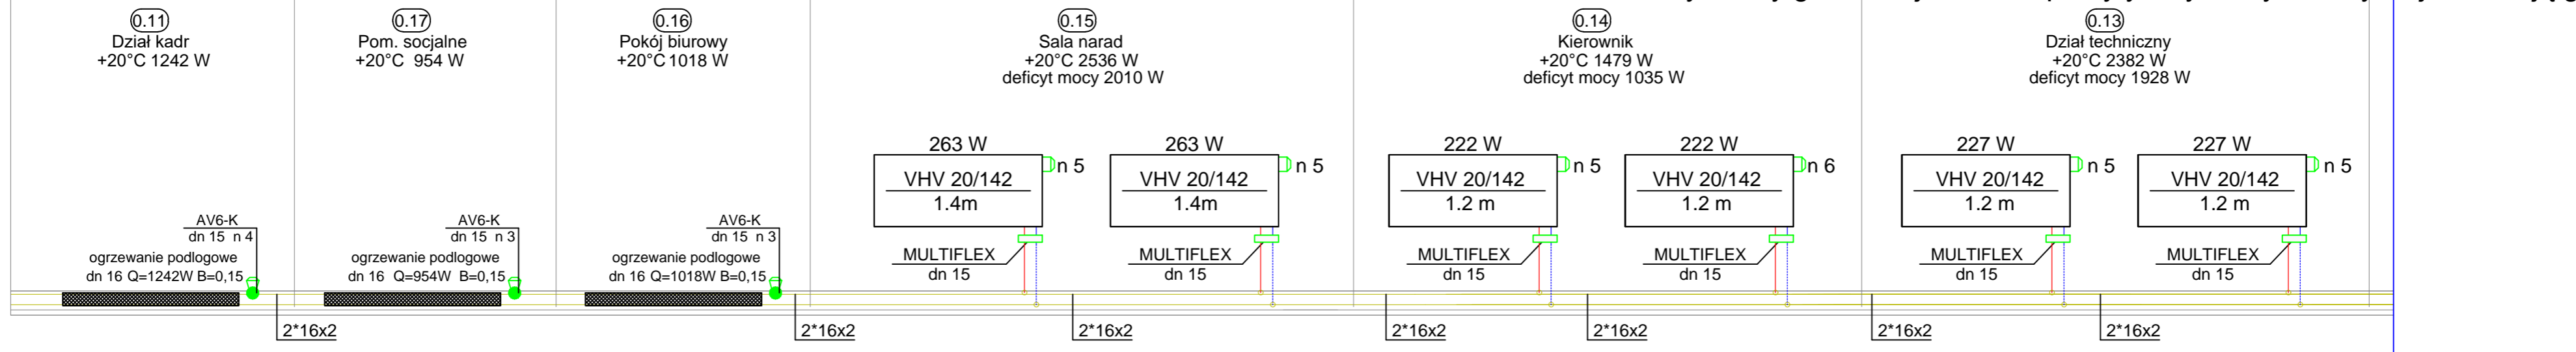 0.11
Dział kadr
+20°C 1242 W
0.17
Pom. socjalne
+20°C 954 W
0.16
Pokój biurowy
+20°C 1018 W
0.15
Sala narad
+20°C 2536 W
deficyt mocy 2010 W
0.14
Kierownik
+20°C 1479 W
deficyt mocy 1035 W
0.13
Dział techniczny
+20°C 2382 W
deficyt mocy 1928 W
AV6-K
dn 15 n 4
ogrzewanie podlogowe
dn 16 Q=1242W B=0,15
AV6-K
dn 15 n 3
ogrzewanie podlogowe
dn 16 Q=954W B=0,15
AV6-K
dn 15 n 3
ogrzewanie podlogowe
dn 16 Q=1018W B=0,15
263 W
n 5
VHV 20/142
1.4m
MULTIFLEX
dn 15
263 W
n 5
VHV 20/142
1.4m
MULTIFLEX
dn 15
222 W
n 5
VHV 20/142
1.2 m
MULTIFLEX
dn 15
222 W
n 6
VHV 20/142
1.2 m
MULTIFLEX
dn 15
227 W
n 5
VHV 20/142
1.2 m
MULTIFLEX
dn 15
227 W
n 5
VHV 20/142
1.2 m
MULTIFLEX
dn 15
2*16x2
2*16x2
2*16x2
2*16x2
2*16x2
2*16x2
2*16x2